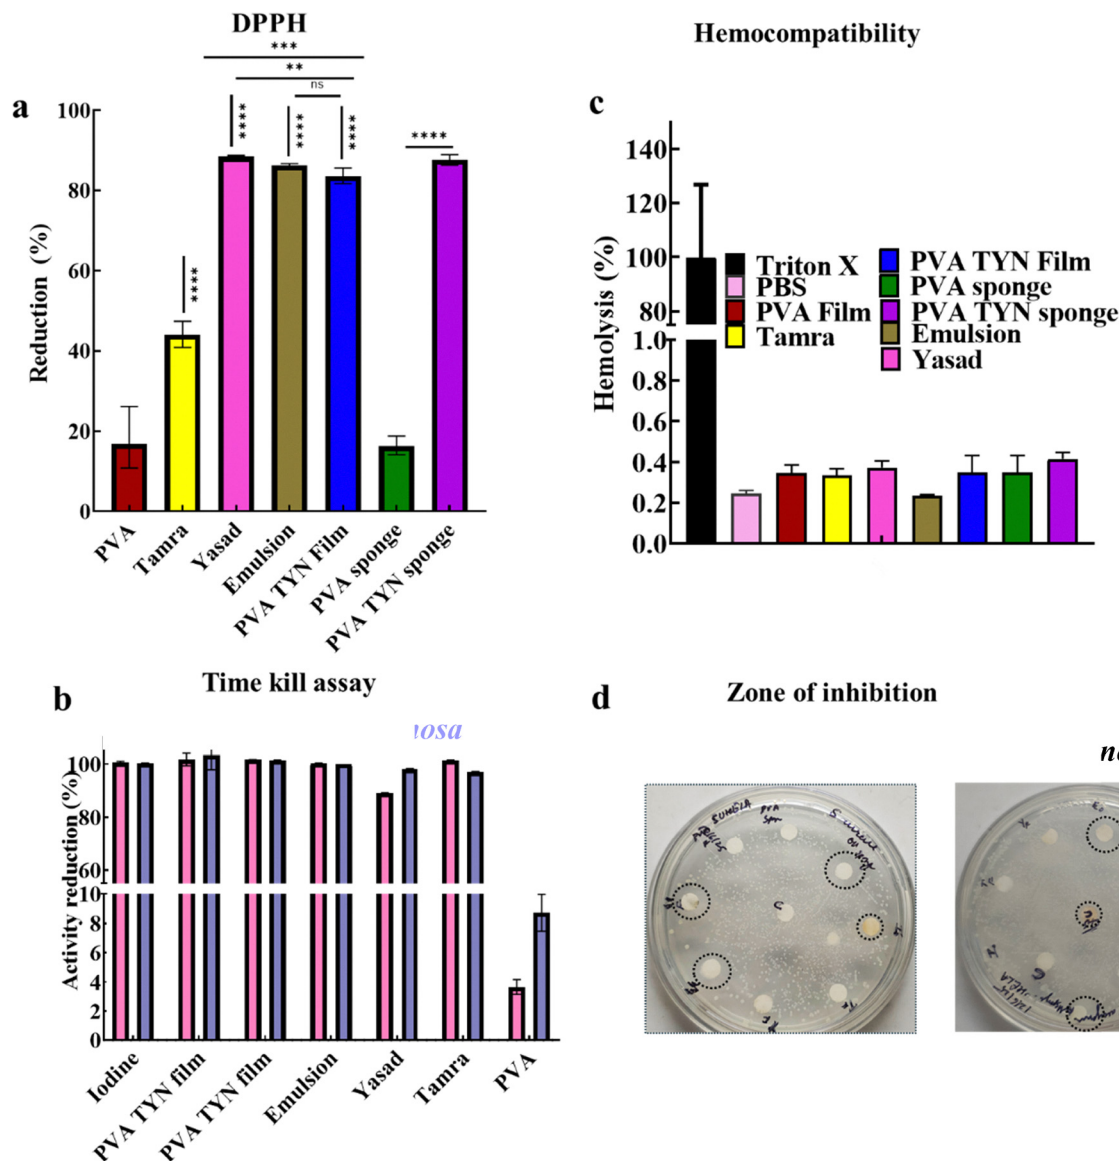 DPPH
a
***
**
ns
****
****
****
****
****
Reduction (%)
100
80
60
40
20
0
PVA
Tamra
Yasad
Emulsion
PVA TYN Film
PVA sponge
PVA TYN sponge
Hemocompatibility
c
Hemolysis (%)
140
120
100
80
1.0
0.8
0.6
0.4
0.2
0.0
Triton X
PBS
PVA Film
Tamra
PVA TYN Film
PVA sponge
PVA TYN sponge
Emulsion
Yasad
Time kill assay
b
nosa
Activity reduction (%)
100
80
60
10
8
6
4
2
0
Iodine
PVA TYN film
PVA TYN film
Emulsion
Yasad
Tamra
PVA
Zone of inhibition
d
SUHELA
C